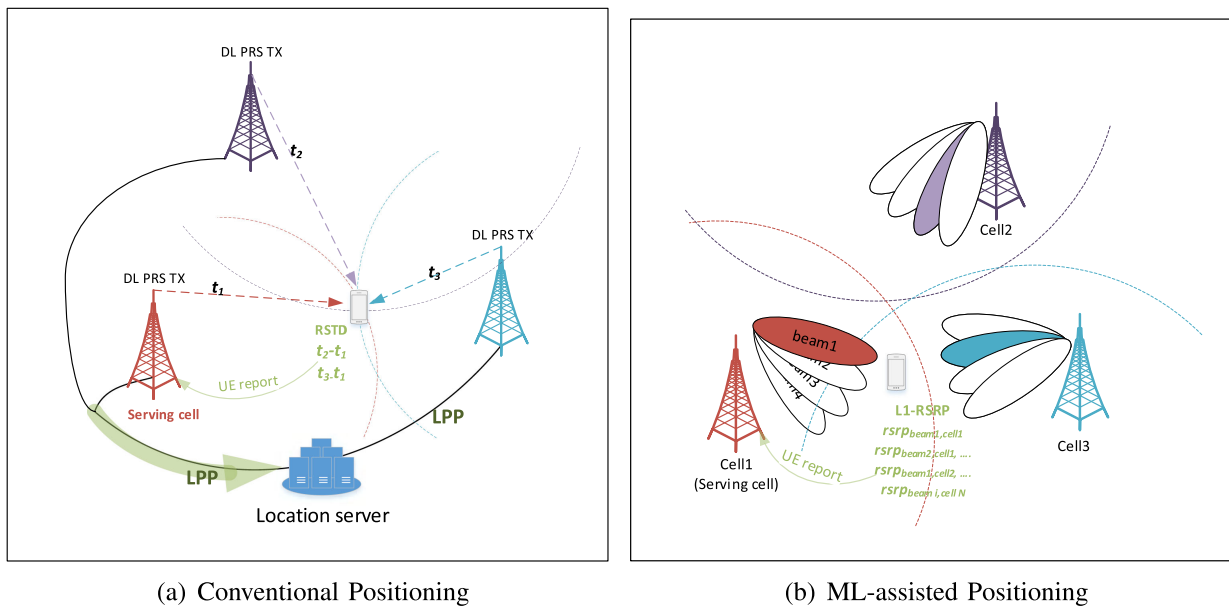 DL PRS TX
t2
DL PRS TX
t3
DL PRS TX
t1
RSTD
t2-t1
t3-t1
UE report
Serving cell
LPP
LPP
Location server
(a) Conventional Positioning
Cell2
beam1
L1-RSRP
rsrpbeam1,cell1
rsrpbeam2,cell1, ....
rsrpbeam1,cell2, ....
rsrpbeam i,cell N
UE report
Cell1
(Serving cell)
Cell3
(b) ML-assisted Positioning